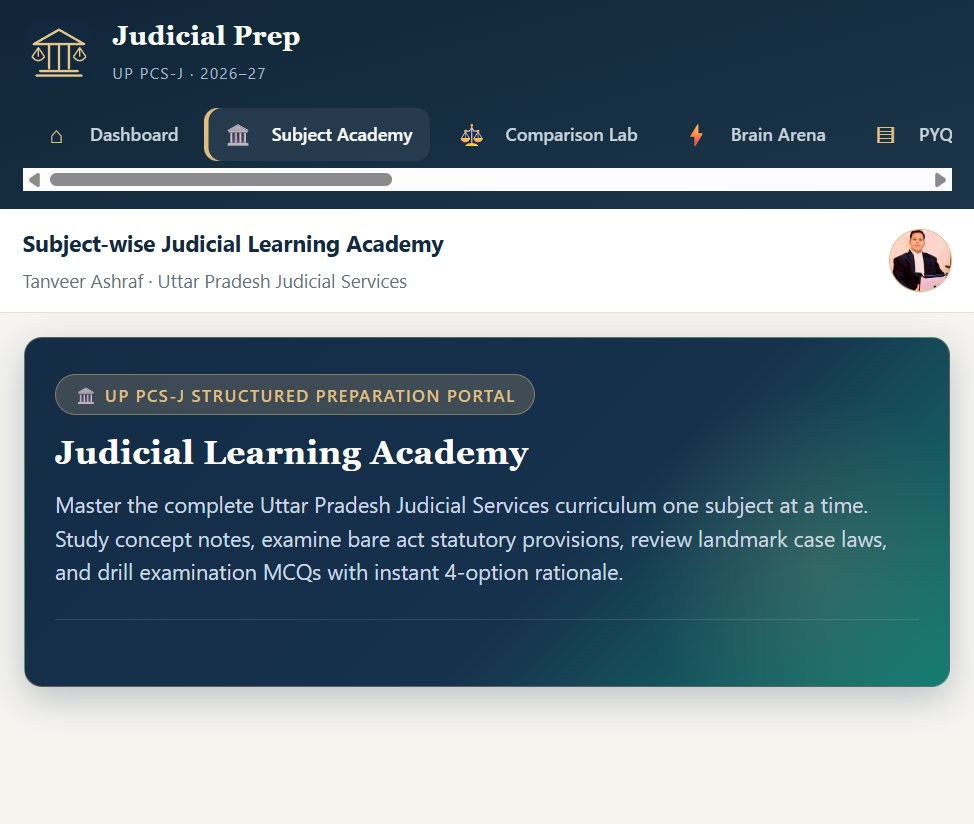 Judicial Prep
UP PCS-J · 2026–27
Dashboard
Subject Academy
Comparison Lab
Brain Arena
PYQ
Subject-wise Judicial Learning Academy
Tanveer Ashraf · Uttar Pradesh Judicial Services
UP PCS-J STRUCTURED PREPARATION PORTAL
Judicial Learning Academy
Master the complete Uttar Pradesh Judicial Services curriculum one subject at a time.
Study concept notes, examine bare act statutory provisions, review landmark case laws,
and drill examination MCQs with instant 4-option rationale.